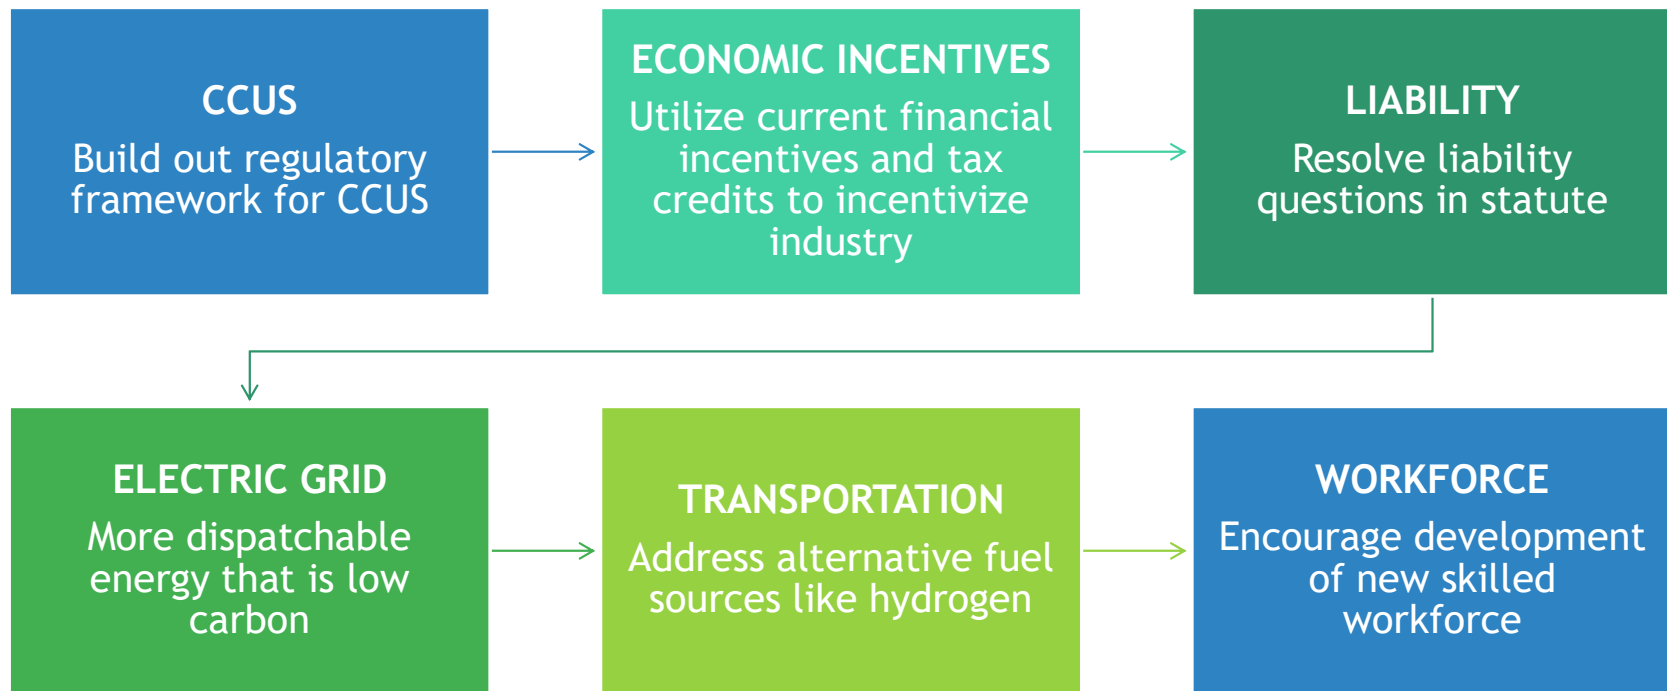 CCUS
Build out regulatory
framework for CCUS
ECONOMIC INCENTIVES
Utilize current financial
incentives and tax
credits to incentivize
industry
LIABILITY
Resolve liability
questions in statute
ELECTRIC GRID
More dispatchable
energy that is low
carbon
TRANSPORTATION
Address alternative fuel
sources like hydrogen
WORKFORCE
Encourage development
of new skilled
workforce